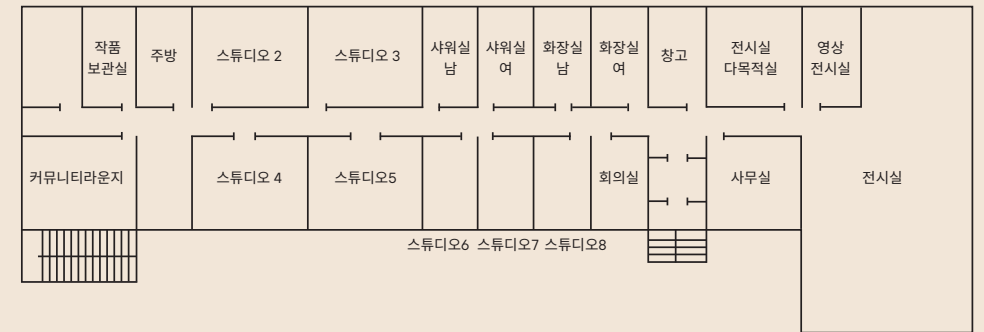 작품
보관실
주방
스튜디오 2
스튜디오 3
샤워실
남
샤워실
여
화장실
남
화장실
여
창고
전시실
다목적실
영상
전시실
커뮤니티라운지
스튜디오 4
스튜디오5
회의실
사무실
전시실
스튜디오6
스튜디오7
스튜디오8